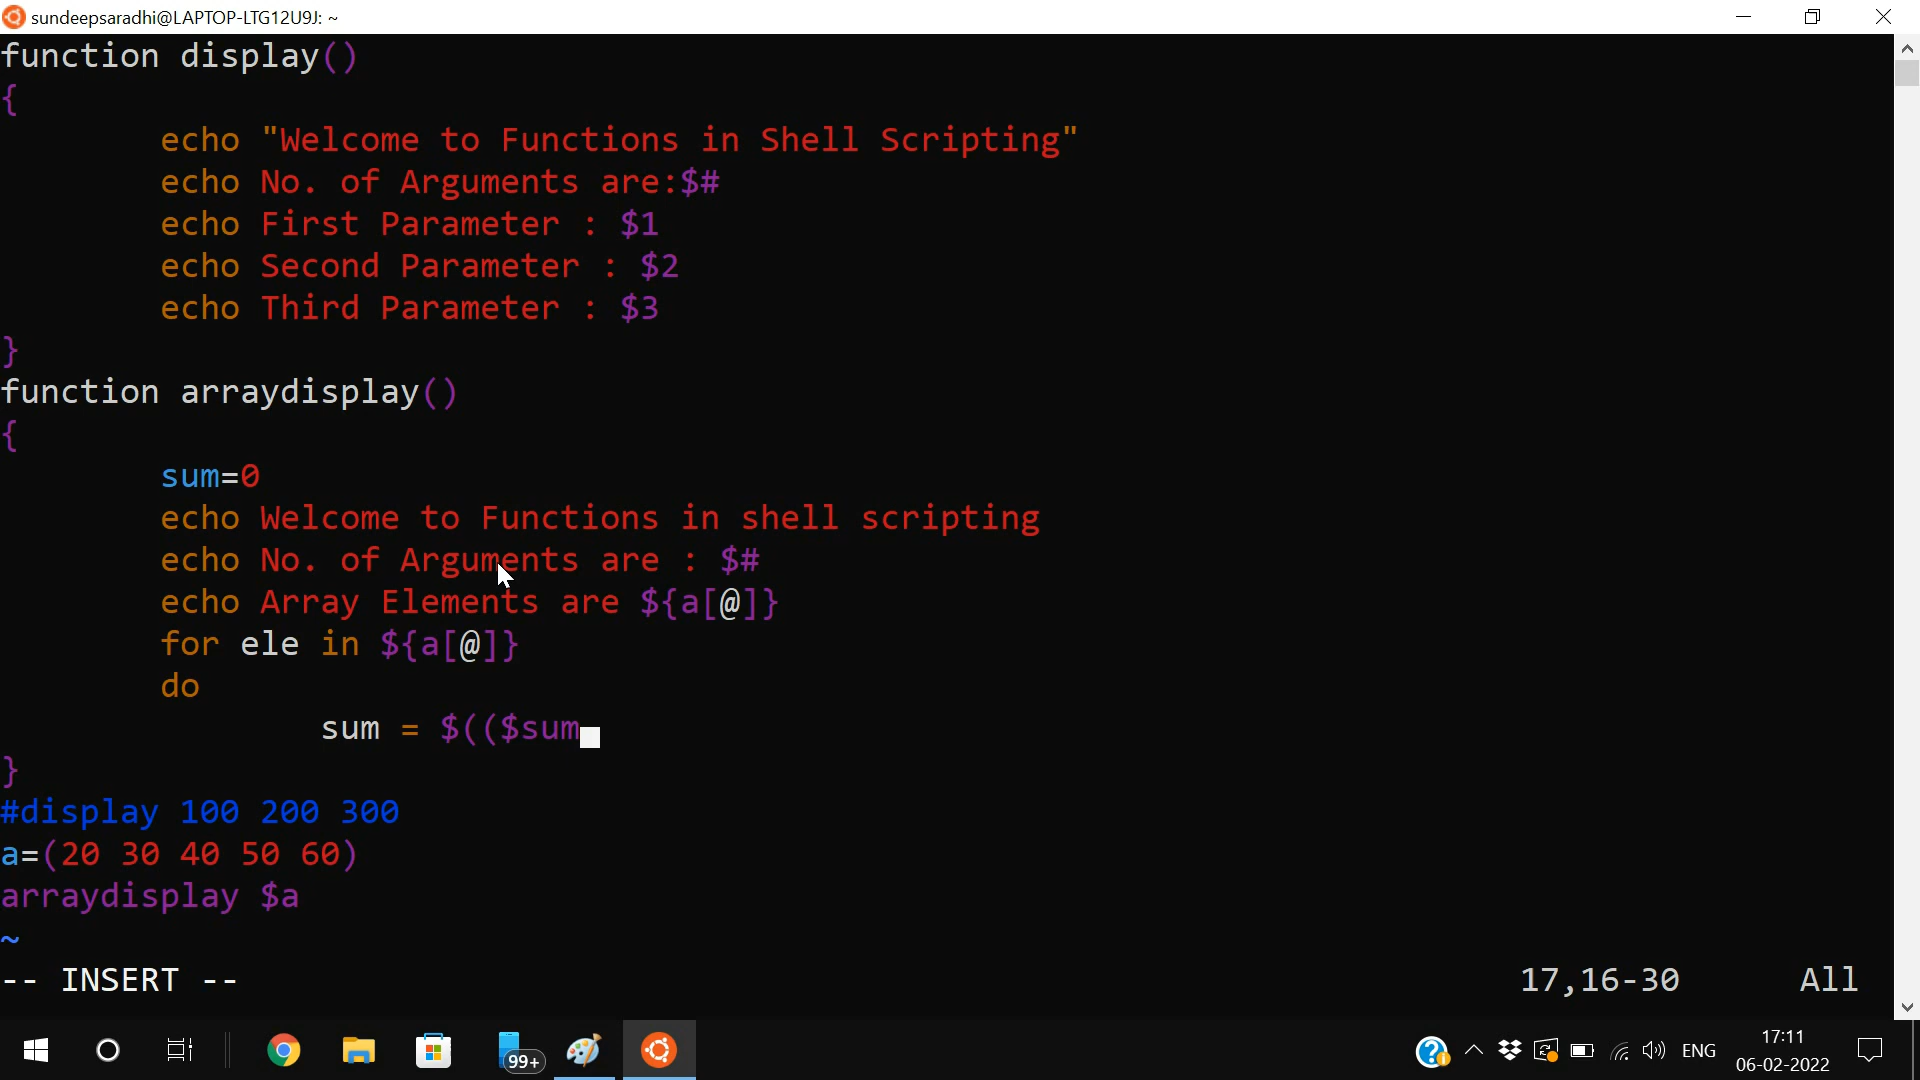 sundeepsaradhi@LAPTOP-LTG12U9J: ~
function display()
{
echo "Welcome to Functions in Shell Scripting"
echo No. of Arguments are:$#
echo First Parameter : $1
echo Second Parameter : $2
echo Third Parameter : $3
}
function arraydisplay()
{
sum=0
echo Welcome to Functions in shell scripting
echo No. of Arguments are : $#
echo Array Elements are ${a[@]}
for ele in ${a[@]}
do
sum = $(($sum
}
#display 100 200 300
a=(20 30 40 50 60)
arraydisplay $a
~
-- INSERT -- 17,16-30 All
99+ ENG 17:11
06-02-2022